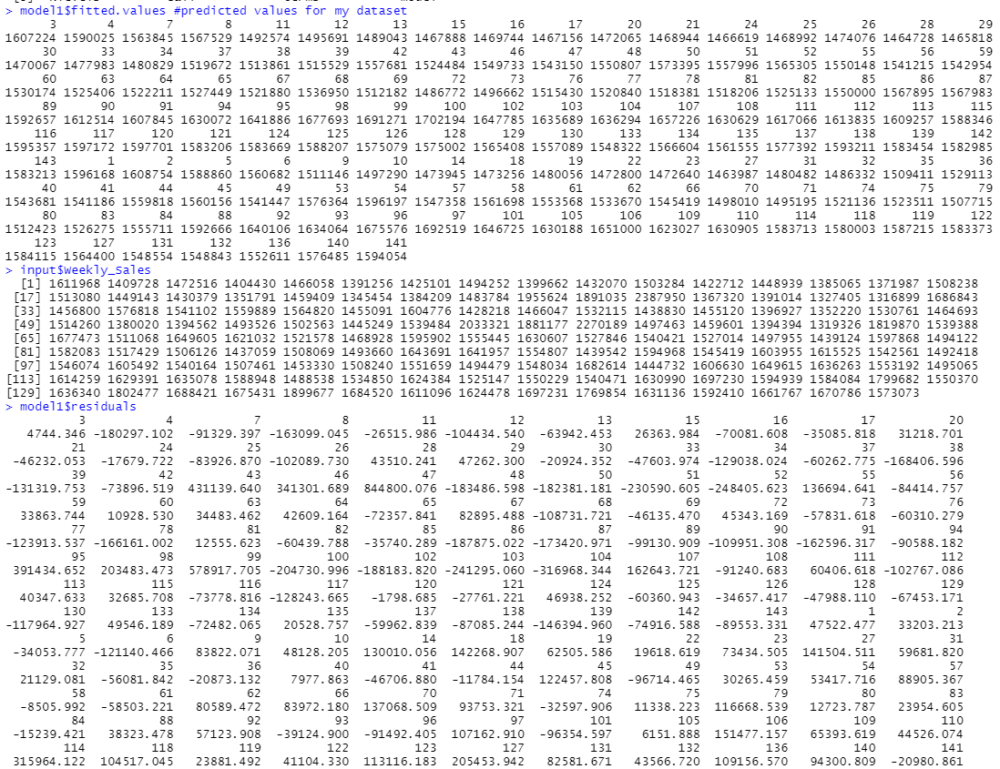 > model1$fitted.values #predicted values for my dataset
3 4 7 8 11 12 13 15 16 17 20 21 24 25 26 28 29
1607224 1590025 1563845 1567529 1492574 1495691 1489043 1467888 1469744 1467156 1472065 1468944 1466619 1468992 1474076 1464728 1465818
30 33 34 37 38 39 42 43 46 47 48 50 51 52 55 56 59
1470067 1477983 1480829 1519672 1513861 1515529 1557681 1524484 1549733 1543150 1550807 1573395 1557996 1565305 1550148 1541215 1542954
60 63 64 65 67 68 69 72 73 76 77 78 81 82 85 86 87
1530174 1525406 1522211 1527449 1521880 1536950 1512182 1486772 1496662 1515430 1520840 1518381 1518206 1525133 1550000 1567895 1567983
89 90 91 94 95 98 99 100 102 103 104 107 108 111 112 113 115
1592657 1612514 1607845 1630072 1641886 1677693 1691271 1702194 1647785 1635689 1636294 1657226 1630629 1617066 1613835 1609257 1588346
116 117 120 121 124 125 126 128 129 130 133 134 135 137 138 139 142
1595357 1597172 1597701 1583206 1583669 1588207 1575079 1575002 1565408 1557089 1548322 1566604 1561555 1577392 1593211 1583454 1582985
143 1 2 5 6 9 10 14 18 19 22 23 27 31 32 35 36
1583213 1596168 1608754 1588860 1560682 1511146 1497290 1473945 1473256 1480056 1472800 1472640 1463987 1480482 1486332 1509411 1529113
40 41 44 45 49 53 54 57 58 61 62 66 70 71 74 75 79
1543681 1541186 1559818 1560156 1541447 1576364 1596197 1547358 1561698 1553568 1533670 1545419 1498010 1495195 1521136 1523511 1507715
80 83 84 88 92 93 96 97 101 105 106 109 110 114 118 119 122
1512423 1526275 1555711 1592666 1640106 1634064 1675576 1692519 1646725 1630188 1651000 1623027 1630905 1583713 1580003 1587215 1583373
123 127 131 132 136 140 141
1584115 1564400 1548554 1548843 1552611 1576485 1594054
> input$Weekly_Sales
[1] 1611968 1409728 1472516 1404430 1466058 1391256 1425101 1494252 1399662 1432070 1503284 1422712 1448939 1385065 1371987 1508238
[17] 1513080 1449143 1430379 1351791 1459409 1345454 1384209 1483784 1955624 1891035 2387950 1367320 1391014 1327405 1316899 1686843
[33] 1456800 1576818 1541102 1559889 1564820 1455091 1604776 1428218 1466047 1532115 1438830 1455120 1396927 1352220 1530761 1464693
[49] 1514260 1380020 1394562 1493526 1502563 1445249 1539484 2033321 1881177 2270189 1497463 1459601 1394394 1319326 1819870 1539388
[65] 1677473 1511068 1649605 1621032 1521578 1468928 1595902 1555445 1630607 1527846 1540421 1527014 1497955 1439124 1597868 1494122
[81] 1582083 1517429 1506126 1437059 1508069 1493660 1643691 1641957 1554807 1439542 1594968 1545419 1603955 1615525 1542561 1492418
[97] 1546074 1605492 1540164 1507461 1453330 1508240 1551659 1494479 1548034 1682614 1444732 1606630 1649615 1636263 1553192 1495065
[113] 1614259 1629391 1635078 1588948 1488538 1534850 1624384 1525147 1550229 1540471 1630990 1697230 1594939 1584084 1799682 1550370
[129] 1636340 1802477 1688421 1675431 1899677 1684520 1611096 1624478 1697231 1769854 1631136 1592410 1661767 1670786 1573073
> model1$residuals
3 4 7 8 11 12 13 15 16 17 20
4744.346 -180297.102 -91329.397 -163099.045 -26515.986 -104434.540 -63942.453 26363.984 -70081.608 -35085.818 31218.701
21 24 25 26 28 29 30 33 34 37 38
-46232.053 -17679.722 -83926.870 -102089.730 43510.241 47262.300 -20924.352 -47603.974 -129038.024 -60262.775 -168406.596
39 42 43 46 47 48 50 51 52 55 56
-131319.753 -73896.519 431139.640 341301.689 844800.076 -183486.598 -182381.181 -230590.605 -248405.623 136694.641 -84414.757
59 60 63 64 65 67 68 69 72 73 76
33863.744 10928.530 34483.462 42609.164 -72357.841 82895.488 -108731.721 -46135.470 45343.169 -57831.618 -60310.279
77 78 81 82 85 86 87 89 90 91 94
-123913.537 -166161.002 12555.623 -60439.788 -35740.289 -187875.022 -173420.971 -99130.909 -109951.308 -162596.317 -90588.182
95 98 99 100 102 103 104 107 108 111 112
391434.652 203483.473 578917.705 -204730.996 -188183.820 -241295.060 -316968.344 162643.721 -91240.683 60406.618 -102767.086
113 115 116 117 120 121 124 125 126 128 129
40347.633 32685.708 -73778.816 -128243.665 -1798.685 -27761.221 46938.252 -60360.943 -34657.417 -47988.110 -67453.171
130 133 134 135 137 138 139 142 143 1 2
-117964.927 49546.189 -72482.065 20528.757 -59962.839 -87085.244 -146394.960 -74916.588 -89553.331 47522.477 33203.213
5 6 9 10 14 18 19 22 23 27 31
-34053.777 -121140.466 83822.071 48128.205 130010.056 142268.907 62505.586 19618.619 73434.505 141504.511 59681.820
32 35 36 40 41 44 45 49 53 54 57
21129.081 -56081.842 -20873.132 7977.863 -46706.880 -11784.154 122457.808 -96714.465 30265.459 53417.716 88905.367
58 61 62 66 70 71 74 75 79 80 83
-8505.992 -58503.221 80589.472 83972.180 137068.509 93753.321 -32597.906 11338.223 116668.539 12723.787 23954.605
84 88 92 93 96 97 101 105 106 109 110
-15239.421 38323.478 57123.908 -39124.900 -91492.405 107162.910 -96354.597 6151.888 151477.157 65393.619 44526.074
114 118 119 122 123 127 131 132 136 140 141
315964.122 104517.045 23881.492 41104.330 113116.183 205453.942 82581.671 43566.720 109156.570 94300.809 -20980.861